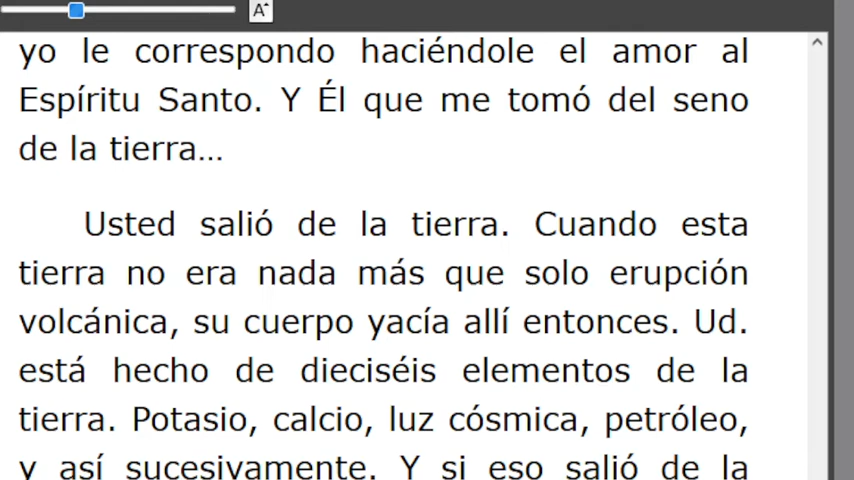 A
yo le correspondo haciéndole el amor al
Espíritu Santo. Y Él que me tomó del seno
de la tierra…
Usted salió de la tierra. Cuando esta
tierra no era nada más que solo erupción
volcánica, su cuerpo yacía allí entonces. Ud.
está hecho de dieciséis elementos de la
tierra. Potasio, calcio, luz cósmica, petróleo,
y así sucesivamente. Y si eso salió de la